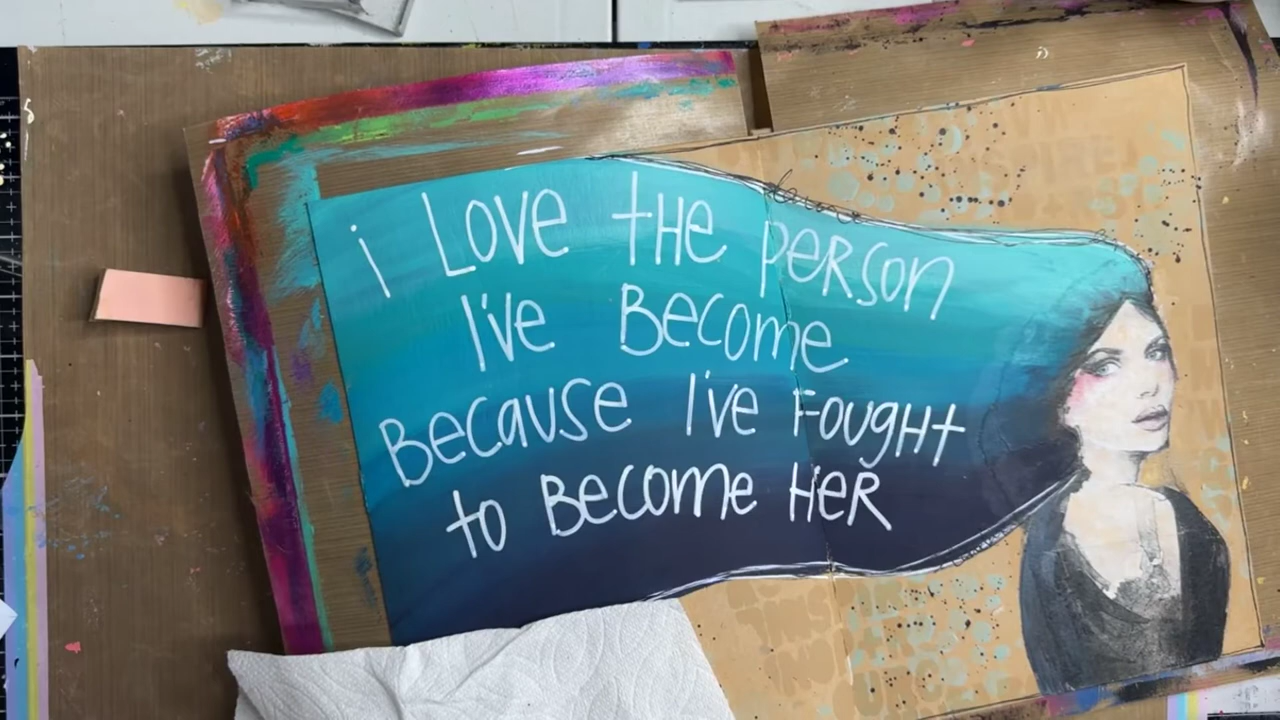 i LOVE THE PERSON
I've BECOME
BECAUSE I've FOUGHT
to BECOME HER